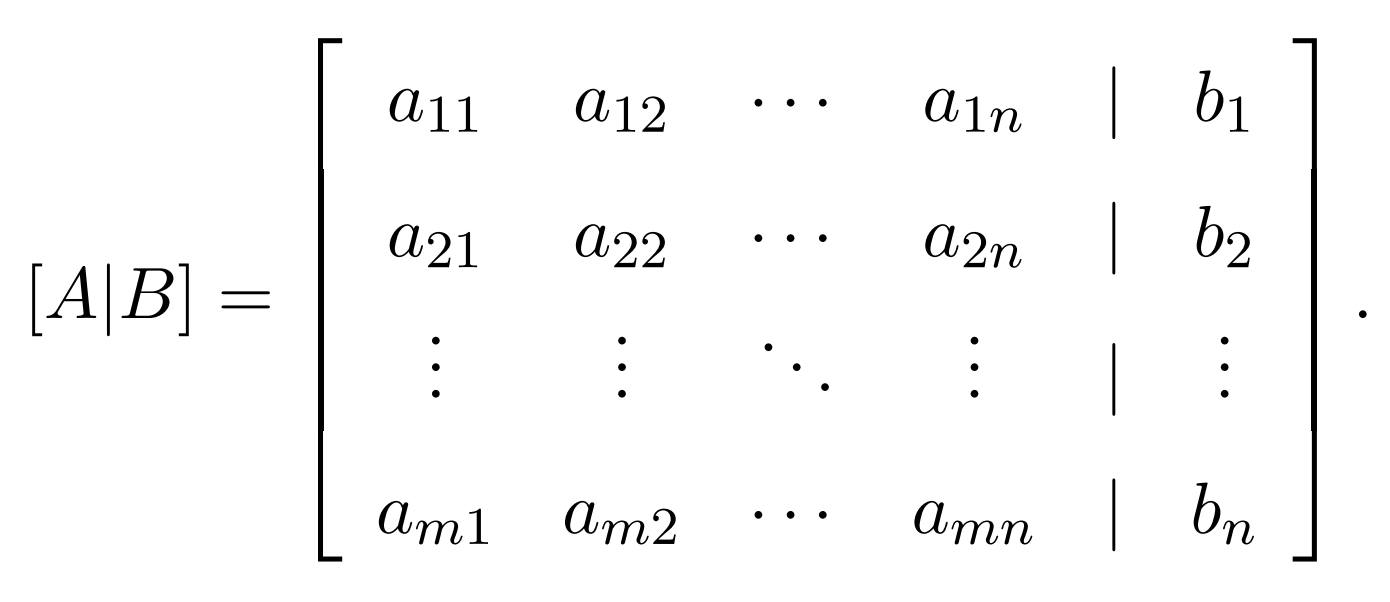 [A|B] = [ a₁₁ a₁₂ ⋯ a₁ₙ | b₁
a₂₁ a₂₂ ⋯ a₂ₙ | b₂
⋮ ⋮ ⋱ ⋮ | ⋮
aₘ₁ aₘ₂ ⋯ aₘₙ | bₙ ] .